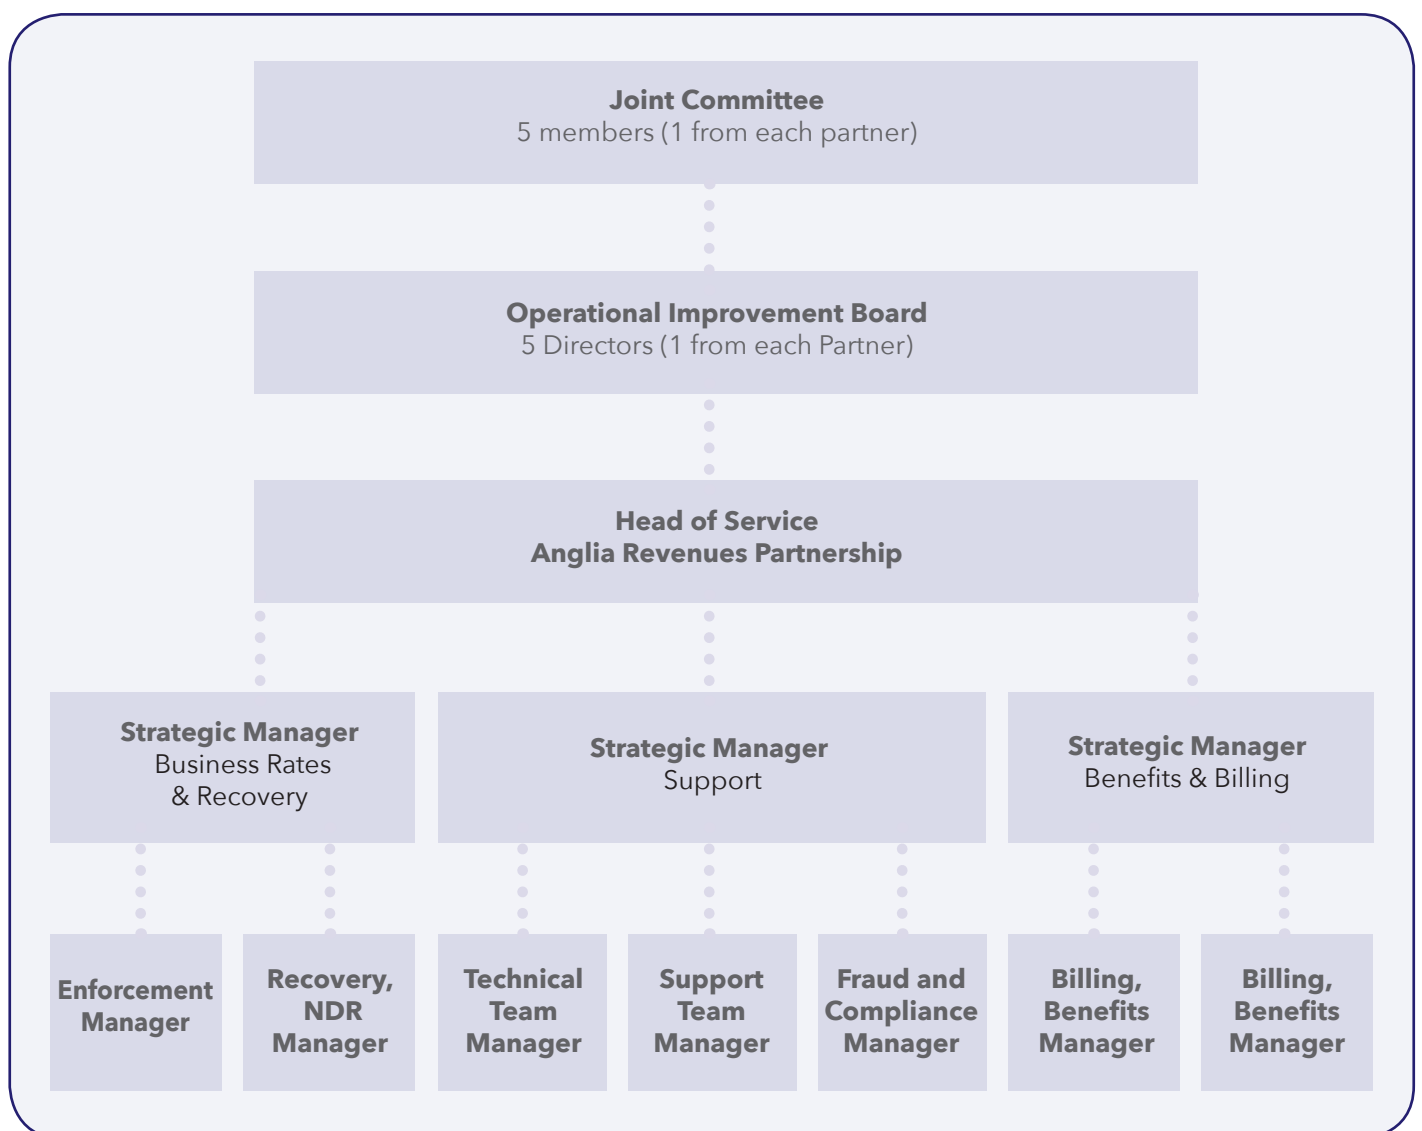 Joint Committee
5 members (1 from each partner)
Operational Improvement Board
5 Directors (1 from each Partner)
Head of Service
Anglia Revenues Partnership
Strategic Manager
Business Rates
& Recovery
Strategic Manager
Support
Strategic Manager
Benefits & Billing
Enforcement
Manager
Recovery,
NDR
Manager
Technical
Team
Manager
Support
Team
Manager
Fraud and
Compliance
Manager
Billing,
Benefits
Manager
Billing,
Benefits
Manager